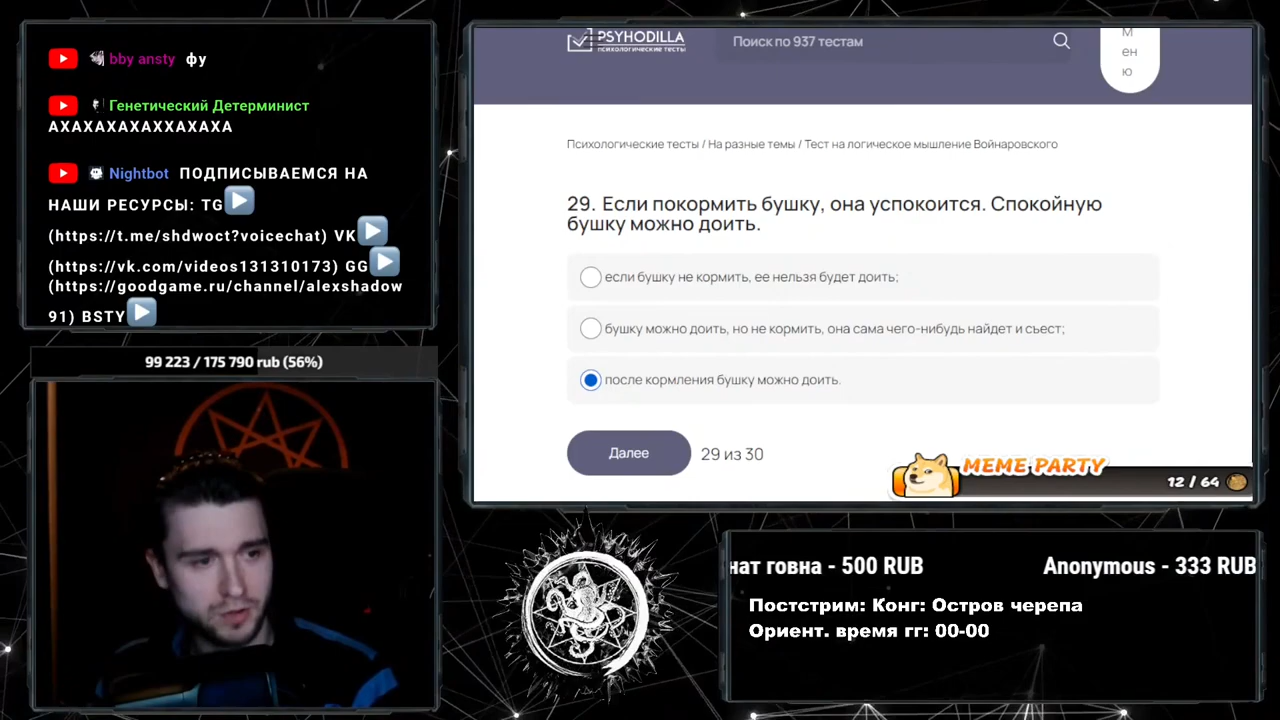 bby ansty фу
Генетический Детерминист
АХАХАХАХАХХАХАХА
Nightbot ПОДПИСЫВАЕМСЯ НА
НАШИ РЕСУРСЫ: TG
(https://t.me/shdwoct?voicechat) VK
(https://vk.com/videos131310173) GG
(https://goodgame.ru/channel/alexshadow
91) BSTY
99 223 / 175 790 rub (56%)
PSYHODILLA
ПСИХОЛОГИЧЕСКИЕ ТЕСТЫ
Поиск по 937 тестам
М
ен
ю
Психологические тесты / На разные темы / Тест на логическое мышление Войнаровского
29. Если покормить бушку, она успокоится. Спокойную
бушку можно доить.
если бушку не кормить, ее нельзя будет доить;
бушку можно доить, но не кормить, она сама чего-нибудь найдет и съест;
после кормления бушку можно доить.
Далее
29 из 30
MEME PARTY
12 / 64
нат говна - 500 RUB
Anonymous - 333 RUB
Постстрим: Конг: Остров черепа
Ориент. время гг: 00-00